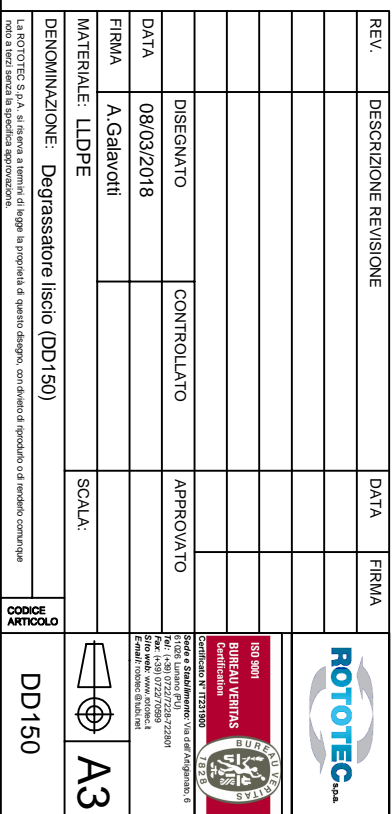 REV.
DESCRIZIONE REVISIONE
DATA
FIRMA
ROTOTEC s.p.a.
ISO 9001
BUREAU VERITAS
Certification
Certificato N° IT231900
BUREAU VERITAS
1828
DISEGNATO
CONTROLLATO
APPROVATO
DATA
08/03/2018
FIRMA
A.Galavotti
Sede e Stabilimento: Via dell'Artigianato, 6
61026 Lunano (PU)
Tel: (+39) 0722/7228-722801
Fax: (+39) 0722/770599
Sito web: www.rototec.it
E-mail: rototec@tubi.net
MATERIALE: LLDPE
SCALA:
A3
DENOMINAZIONE: Degrassatore liscio (DD150)
CODICE
ARTICOLO
DD150
La ROTOTEC S.p.A. si riserva a termini di legge la proprietà di questo disegno, con divieto di riprodurlo o di renderlo comunque
noto a terzi senza la specifica approvazione.